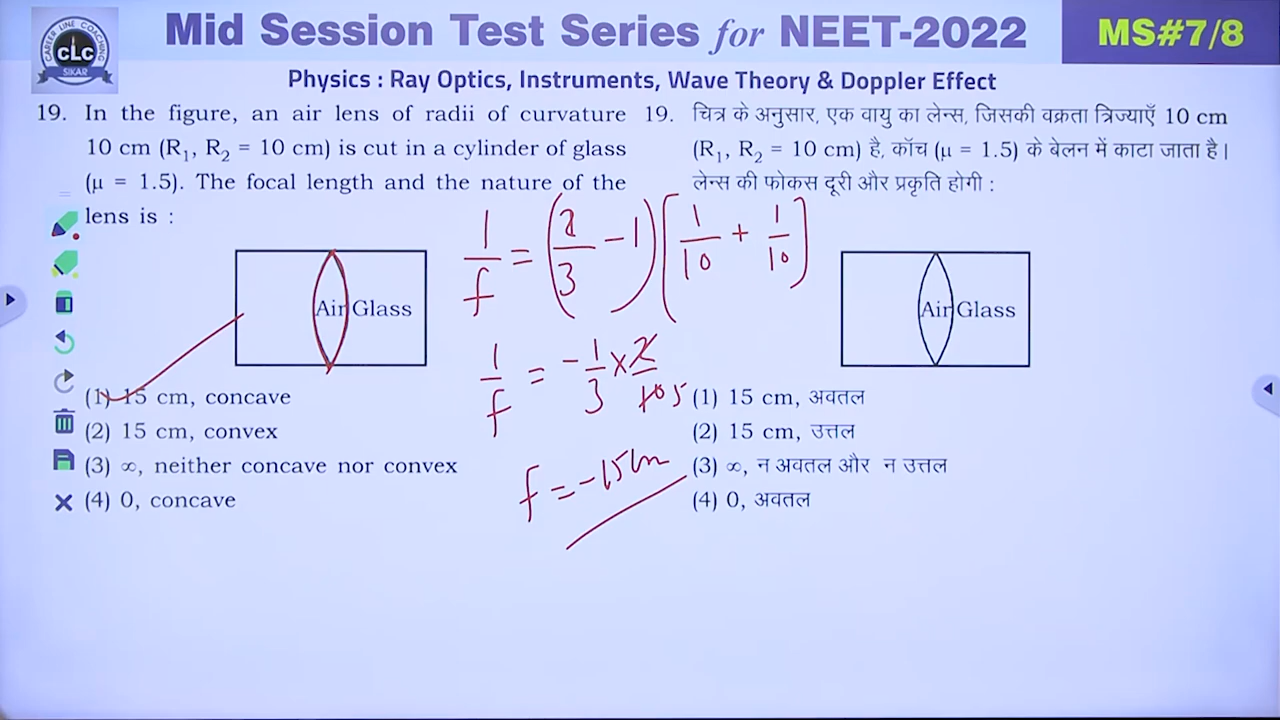 CAREER LINE COACHING
CLC
SIKAR
Mid Session Test Series for NEET-2022
MS#7/8
Physics : Ray Optics, Instruments, Wave Theory & Doppler Effect
19. In the figure, an air lens of radii of curvature
10 cm (R₁, R₂ = 10 cm) is cut in a cylinder of glass
(μ = 1.5). The focal length and the nature of the
lens is :
Air Glass
(1) 15 cm, concave
(2) 15 cm, convex
(3) ∞, neither concave nor convex
(4) 0, concave
1/f = (2/3 - 1) [1/10 + 1/10]
1/f = -1/3 × 2/10 5
f = -15 cm
19. चित्र के अनुसार, एक वायु का लेन्स, जिसकी वक्रता त्रिज्याएँ 10 cm
(R₁, R₂ = 10 cm) है, काँच (μ = 1.5) के बेलन में काटा जाता है।
लेन्स की फोकस दूरी और प्रकृति होगी :
Air Glass
(1) 15 cm, अवतल
(2) 15 cm, उत्तल
(3) ∞, न अवतल और न उत्तल
(4) 0, अवतल